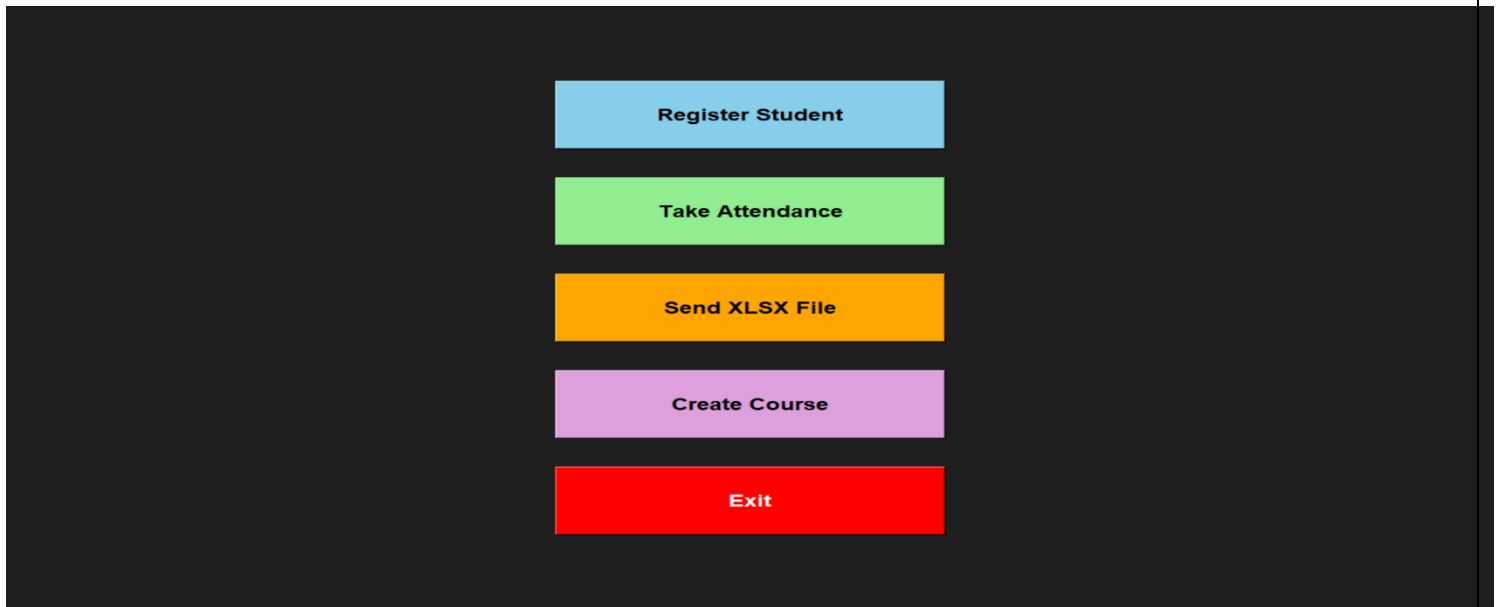 Register Student
Take Attendance
Send XLSX File
Create Course
Exit